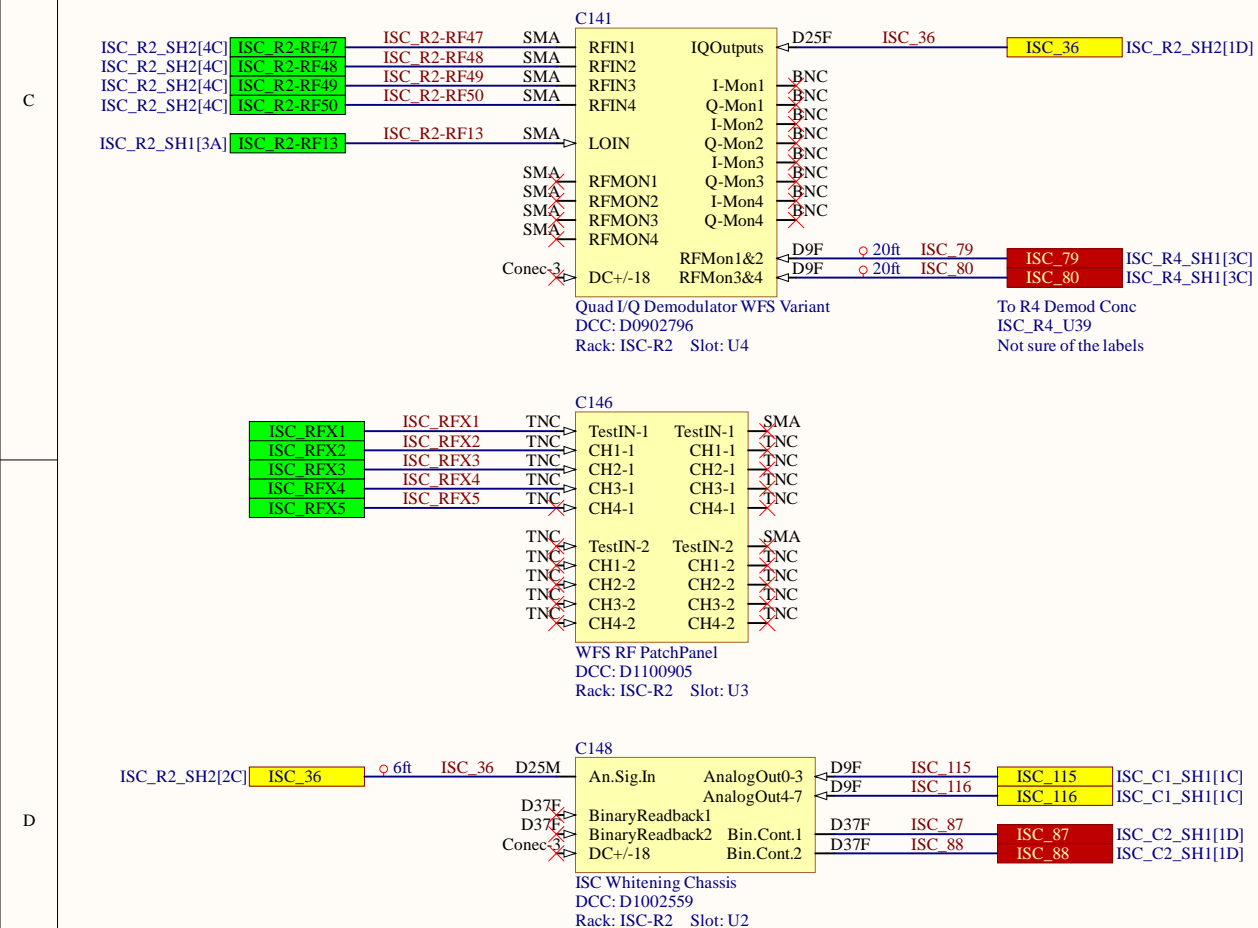 C141
ISC_R2_SH2[4C] ISC_R2-RF47 ISC_R2-RF47 SMA RFIN1 IQOutputs D25F ISC_36 ISC_36 ISC_R2_SH2[1D]
ISC_R2_SH2[4C] ISC_R2-RF48 ISC_R2-RF48 SMA RFIN2
ISC_R2_SH2[4C] ISC_R2-RF49 ISC_R2-RF49 SMA RFIN3 I-Mon1 BNC
C
ISC_R2_SH2[4C] ISC_R2-RF50 ISC_R2-RF50 SMA RFIN4 Q-Mon1 BNC
I-Mon2 BNC
ISC_R2_SH1[3A] ISC_R2-RF13 ISC_R2-RF13 SMA LOIN Q-Mon2 BNC
I-Mon3 BNC
SMA RFMON1 Q-Mon3 BNC
SMA RFMON2 I-Mon4 BNC
SMA RFMON3 Q-Mon4 BNC
SMA RFMON4
RFMon1&2 D9F 20ft ISC_79 ISC_79 ISC_R4_SH1[3C]
Conec-3 DC+/-18 RFMon3&4 D9F 20ft ISC_80 ISC_80 ISC_R4_SH1[3C]
Quad I/Q Demodulator WFS Variant To R4 Demod Conc
DCC: D0902796 ISC_R4_U39
Rack: ISC-R2 Slot: U4 Not sure of the labels
C146
ISC_RFX1 ISC_RFX1 TNC TestIN-1 TestIN-1 SMA
ISC_RFX2 ISC_RFX2 TNC CH1-1 CH1-1 TNC
ISC_RFX3 ISC_RFX3 TNC CH2-1 CH2-1 TNC
ISC_RFX4 ISC_RFX4 TNC CH3-1 CH3-1 TNC
ISC_RFX5 ISC_RFX5 TNC CH4-1 CH4-1 TNC
TNC TestIN-2 TestIN-2 SMA
TNC CH1-2 CH1-2 TNC
TNC CH2-2 CH2-2 TNC
TNC CH3-2 CH3-2 TNC
TNC CH4-2 CH4-2 TNC
WFS RF PatchPanel
DCC: D1100905
Rack: ISC-R2 Slot: U3
C148
ISC_R2_SH2[2C] ISC_36 6ft ISC_36 D25M An.Sig.In AnalogOut0-3 D9F ISC_115 ISC_115 ISC_C1_SH1[1C]
AnalogOut4-7 D9F ISC_116 ISC_116 ISC_C1_SH1[1C]
D
D37F BinaryReadback1
D37F BinaryReadback2 Bin.Cont.1 D37F ISC_87 ISC_87 ISC_C2_SH1[1D]
Conec-3 DC+/-18 Bin.Cont.2 D37F ISC_88 ISC_88 ISC_C2_SH1[1D]
ISC Whitening Chassis
DCC: D1002559
Rack: ISC-R2 Slot: U2